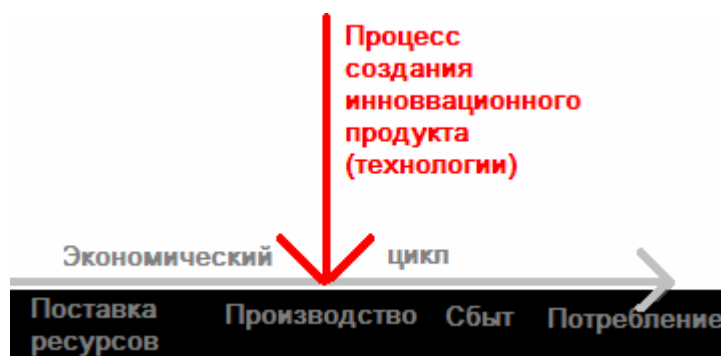 Процесс
создания
инноввационного
продукта
(технологии)
Экономический цикл
Поставка Производство Сбыт Потребление
ресурсов